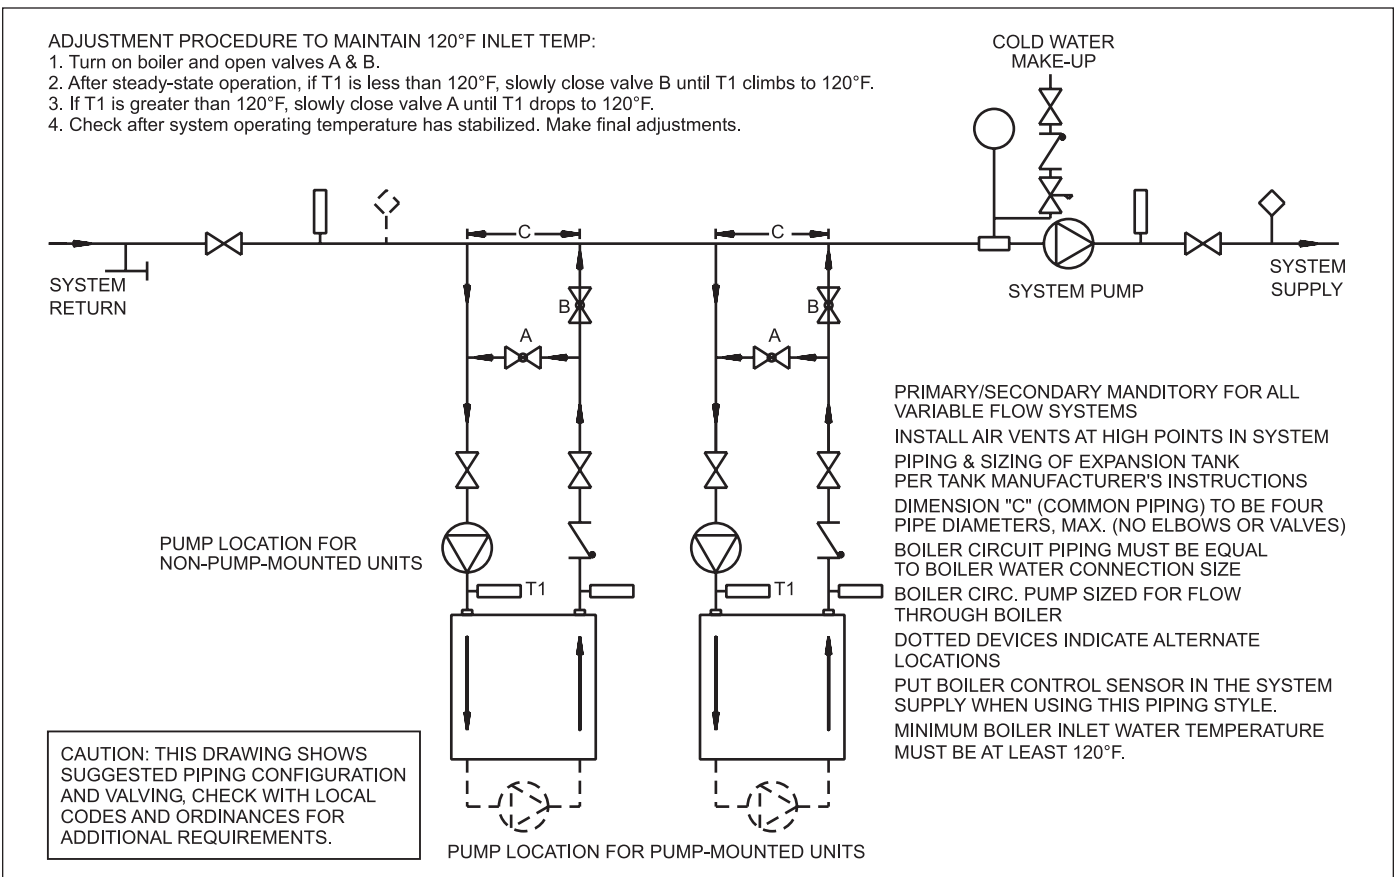 ADJUSTMENT PROCEDURE TO MAINTAIN 120°F INLET TEMP:
1. Turn on boiler and open valves A & B.
2. After steady-state operation, if T1 is less than 120°F, slowly close valve B until T1 climbs to 120°F.
3. If T1 is greater than 120°F, slowly close valve A until T1 drops to 120°F.
4. Check after system operating temperature has stabilized. Make final adjustments.
COLD WATER
MAKE-UP
C
C
SYSTEM
RETURN
SYSTEM PUMP
SYSTEM
SUPPLY
B
B
A
A
PRIMARY/SECONDARY MANDITORY FOR ALL
VARIABLE FLOW SYSTEMS
INSTALL AIR VENTS AT HIGH POINTS IN SYSTEM
PIPING & SIZING OF EXPANSION TANK
PER TANK MANUFACTURER'S INSTRUCTIONS
DIMENSION "C" (COMMON PIPING) TO BE FOUR
PIPE DIAMETERS, MAX. (NO ELBOWS OR VALVES)
BOILER CIRCUIT PIPING MUST BE EQUAL
TO BOILER WATER CONNECTION SIZE
BOILER CIRC. PUMP SIZED FOR FLOW
THROUGH BOILER
DOTTED DEVICES INDICATE ALTERNATE
LOCATIONS
PUT BOILER CONTROL SENSOR IN THE SYSTEM
SUPPLY WHEN USING THIS PIPING STYLE.
MINIMUM BOILER INLET WATER TEMPERATURE
MUST BE AT LEAST 120°F.
PUMP LOCATION FOR
NON-PUMP-MOUNTED UNITS
T1
T1
CAUTION: THIS DRAWING SHOWS
SUGGESTED PIPING CONFIGURATION
AND VALVING, CHECK WITH LOCAL
CODES AND ORDINANCES FOR
ADDITIONAL REQUIREMENTS.
PUMP LOCATION FOR PUMP-MOUNTED UNITS